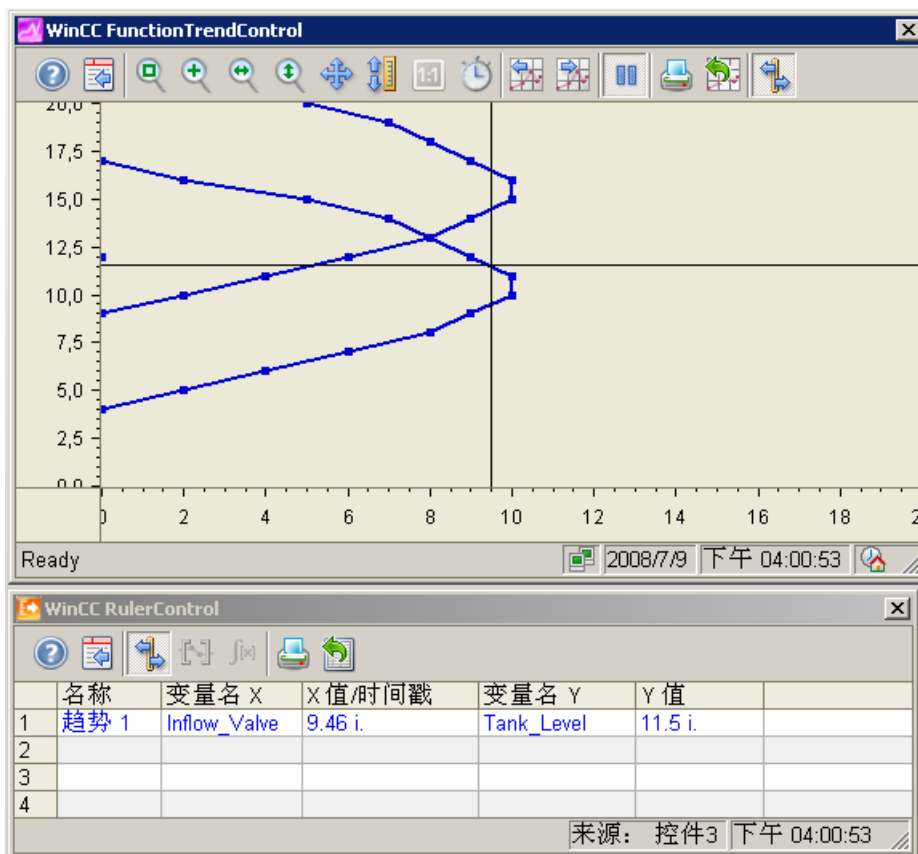 WinCC FunctionTrendControl
1:1
20,0
17,5
15,0
12,5
10,0
7,5
5,0
2,5
0,0
0 2 4 6 8 10 12 14 16 18 2
Ready 2008/7/9 下午 04:00:53
WinCC RulerControl
名称 变量名 X X 值/时间戳 变量名 Y Y 值
1 趋势 1 Inflow_Valve 9.46 i. Tank_Level 11.5 i.
2
3
4
来源： 控件3 下午 04:00:53